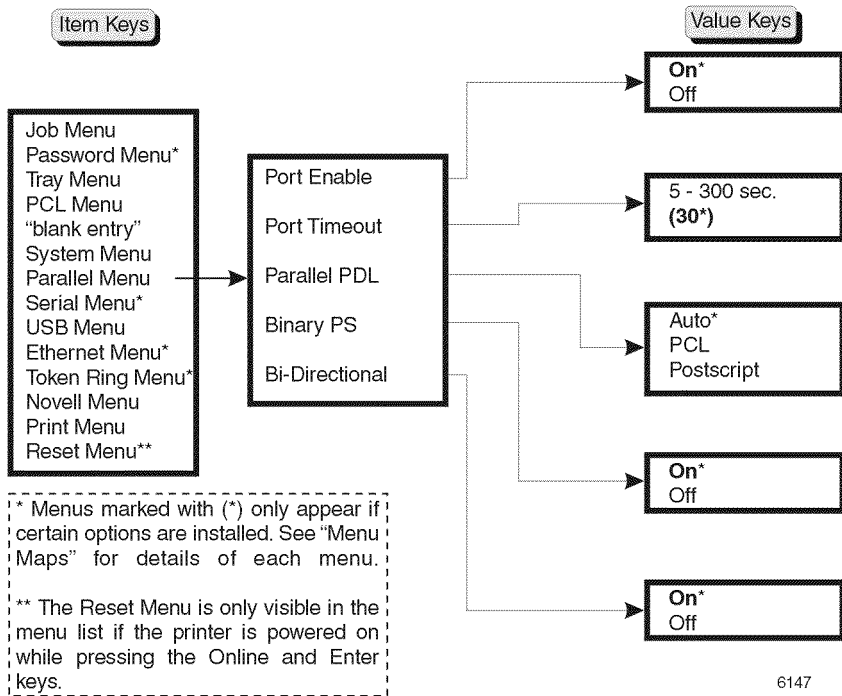 Item Keys
Value Keys
Job Menu
Password Menu*
Tray Menu
PCL Menu
“blank entry”
System Menu
Parallel Menu
Serial Menu*
USB Menu
Ethernet Menu*
Token Ring Menu*
Novell Menu
Print Menu
Reset Menu**
Port Enable
Port Timeout
Parallel PDL
Binary PS
Bi-Directional
On*
Off
5 - 300 sec.
(30*)
Auto*
PCL
Postscript
On*
Off
On*
Off
* Menus marked with (*) only appear if
certain options are installed. See “Menu
Maps” for details of each menu.
** The Reset Menu is only visible in the
menu list if the printer is powered on
while pressing the Online and Enter
keys.
6147